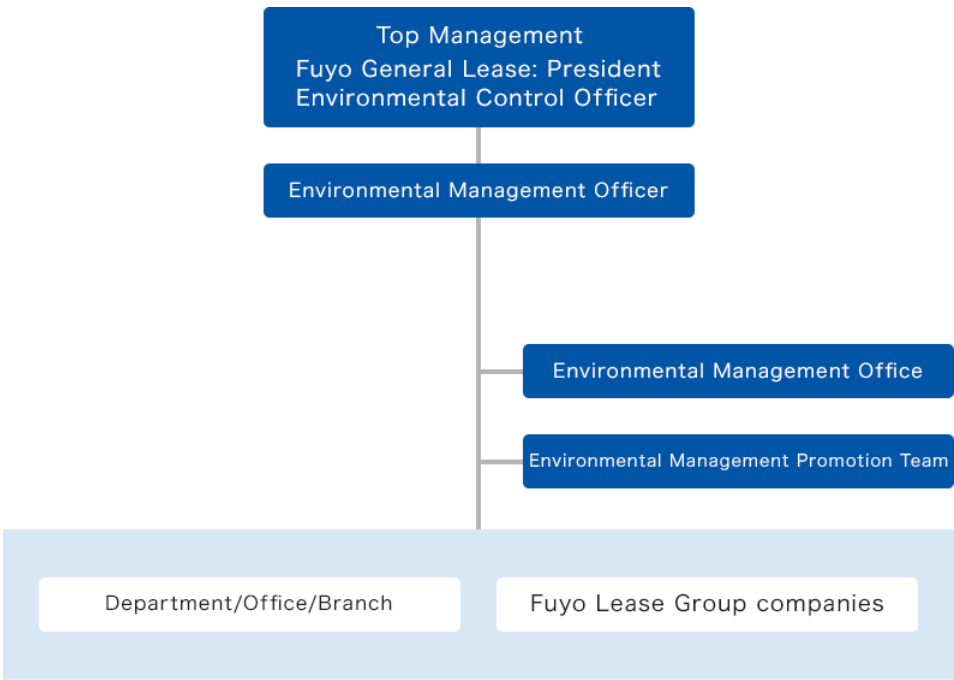 Top Management
Fuyo General Lease: President
Environmental Control Officer
Environmental Management Officer
Environmental Management Office
Environmental Management Promotion Team
Department/Office/Branch
Fuyo Lease Group companies